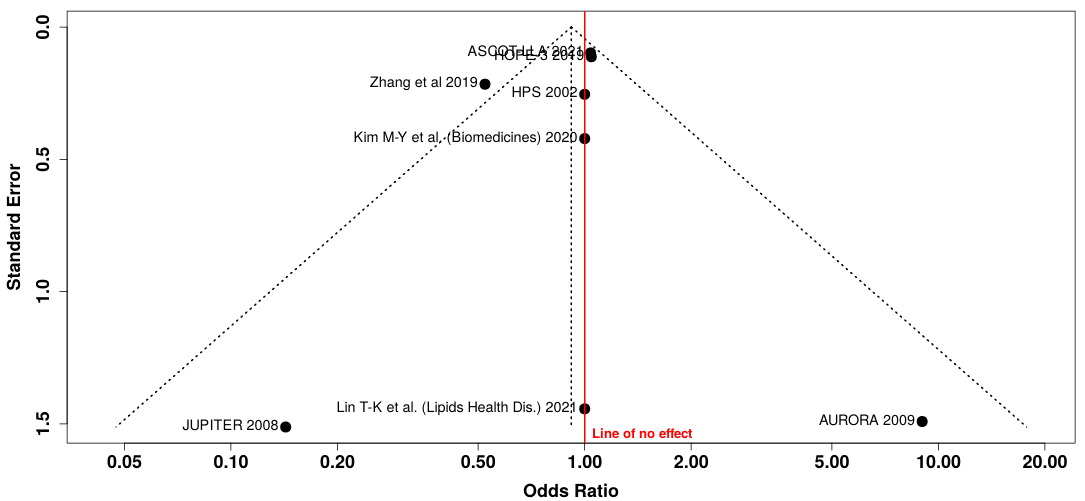 0.0
0.5
1.0
1.5
Standard Error
ASCOT-LLA 2021
HOPE-3 2019
Zhang et al 2019
HPS 2002
Kim M-Y et al. (Biomedicines) 2020
Lin T-K et al. (Lipids Health Dis.) 2021
AURORA 2009
JUPITER 2008
Line of no effect
0.05 0.10 0.20 0.50 1.00 2.00 5.00 10.00 20.00
Odds Ratio